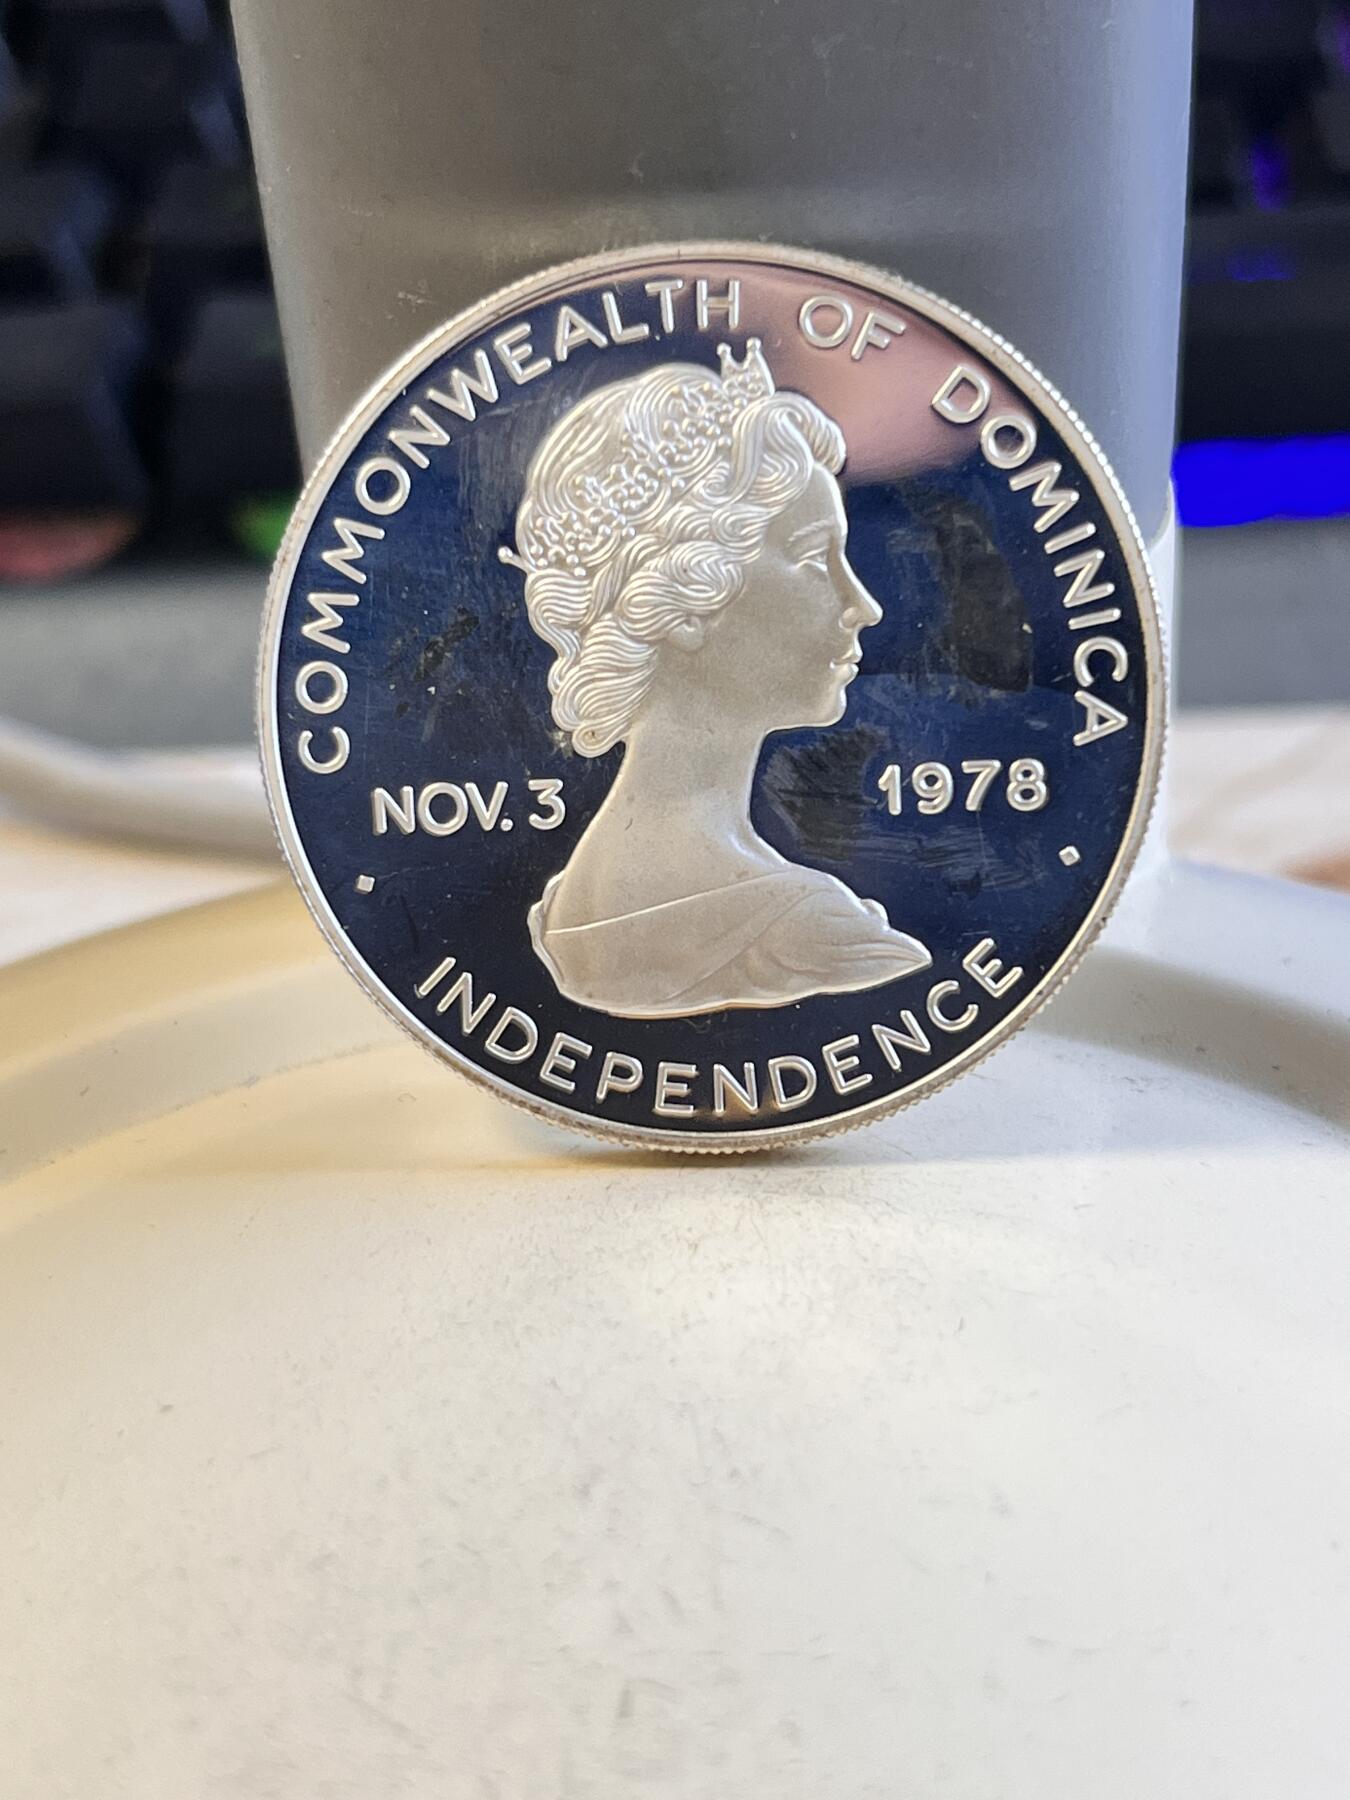 COMMONWEALTH OF DOMINICA
NOV. 3 1978
INDEPENDENCE